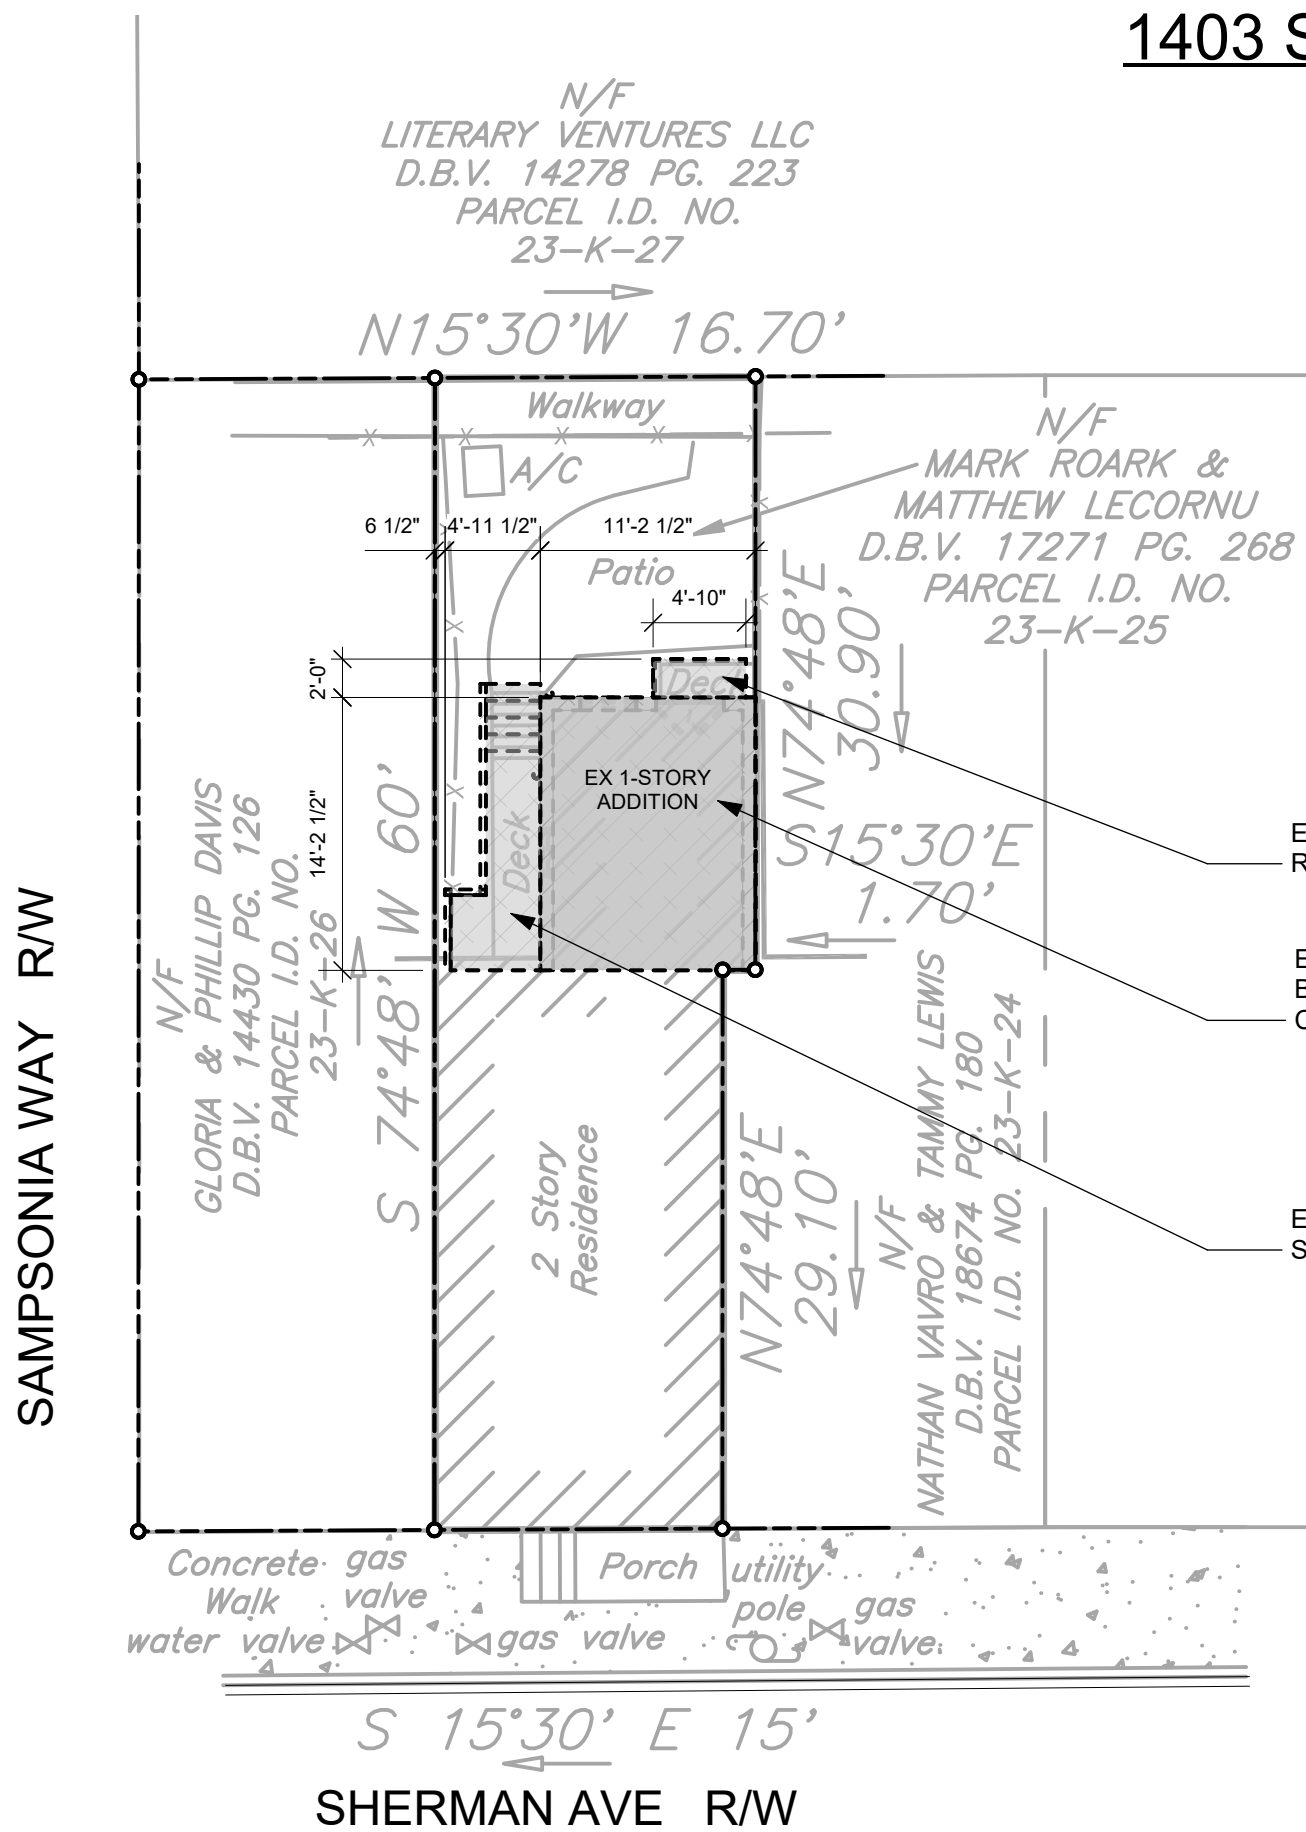 1403 S
N/F
LITERARY VENTURES LLC
D.B.V. 14278 PG. 223
PARCEL I.D. NO.
23-K-27
N15°30'W 16.70'
Walkway
A/C
N/F
MARK ROARK &
MATTHEW LECORNU
D.B.V. 17271 PG. 268
PARCEL I.D. NO.
23-K-25
6 1/2"
4'-11 1/2"
11'-2 1/2"
Patio
4'-10"
2'-0"
Deck
N74°48'E
30.90'
EX 1-STORY
ADDITION
14'-2 1/2"
Deck
S15°30'E
1.70'
E
R
E
B
C
E
S
SAMPSONIA WAY R/W
N/F
GLORIA & PHILLIP DAVIS
D.B.V. 14430 PG. 126
PARCEL I.D. NO.
23-K-26
S 74°48' W 60'
2 Story
Residence
N74°48'E
29.10'
N/F
NATHAN VAVRO & TAMMY LEWIS
D.B.V. 18674 PG. 180
PARCEL I.D. NO. 23-K-24
Concrete
Walk
gas
valve
water valve
gas valve
Porch
utility
pole
gas
valve
S 15°30' E 15'
SHERMAN AVE R/W